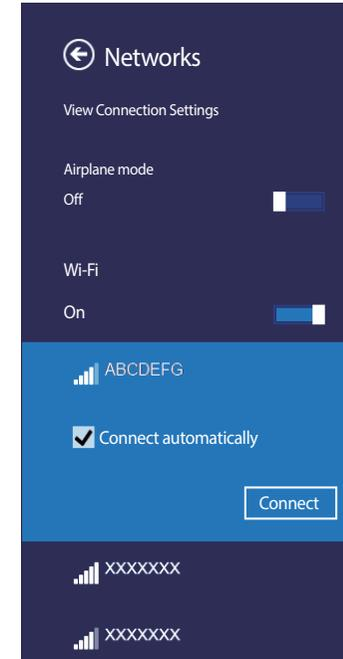 Networks
View Connection Settings
Airplane mode
Off
Wi-Fi
On
ABCDEFG
Connect automatically
Connect
XXXXXXX
XXXXXXX